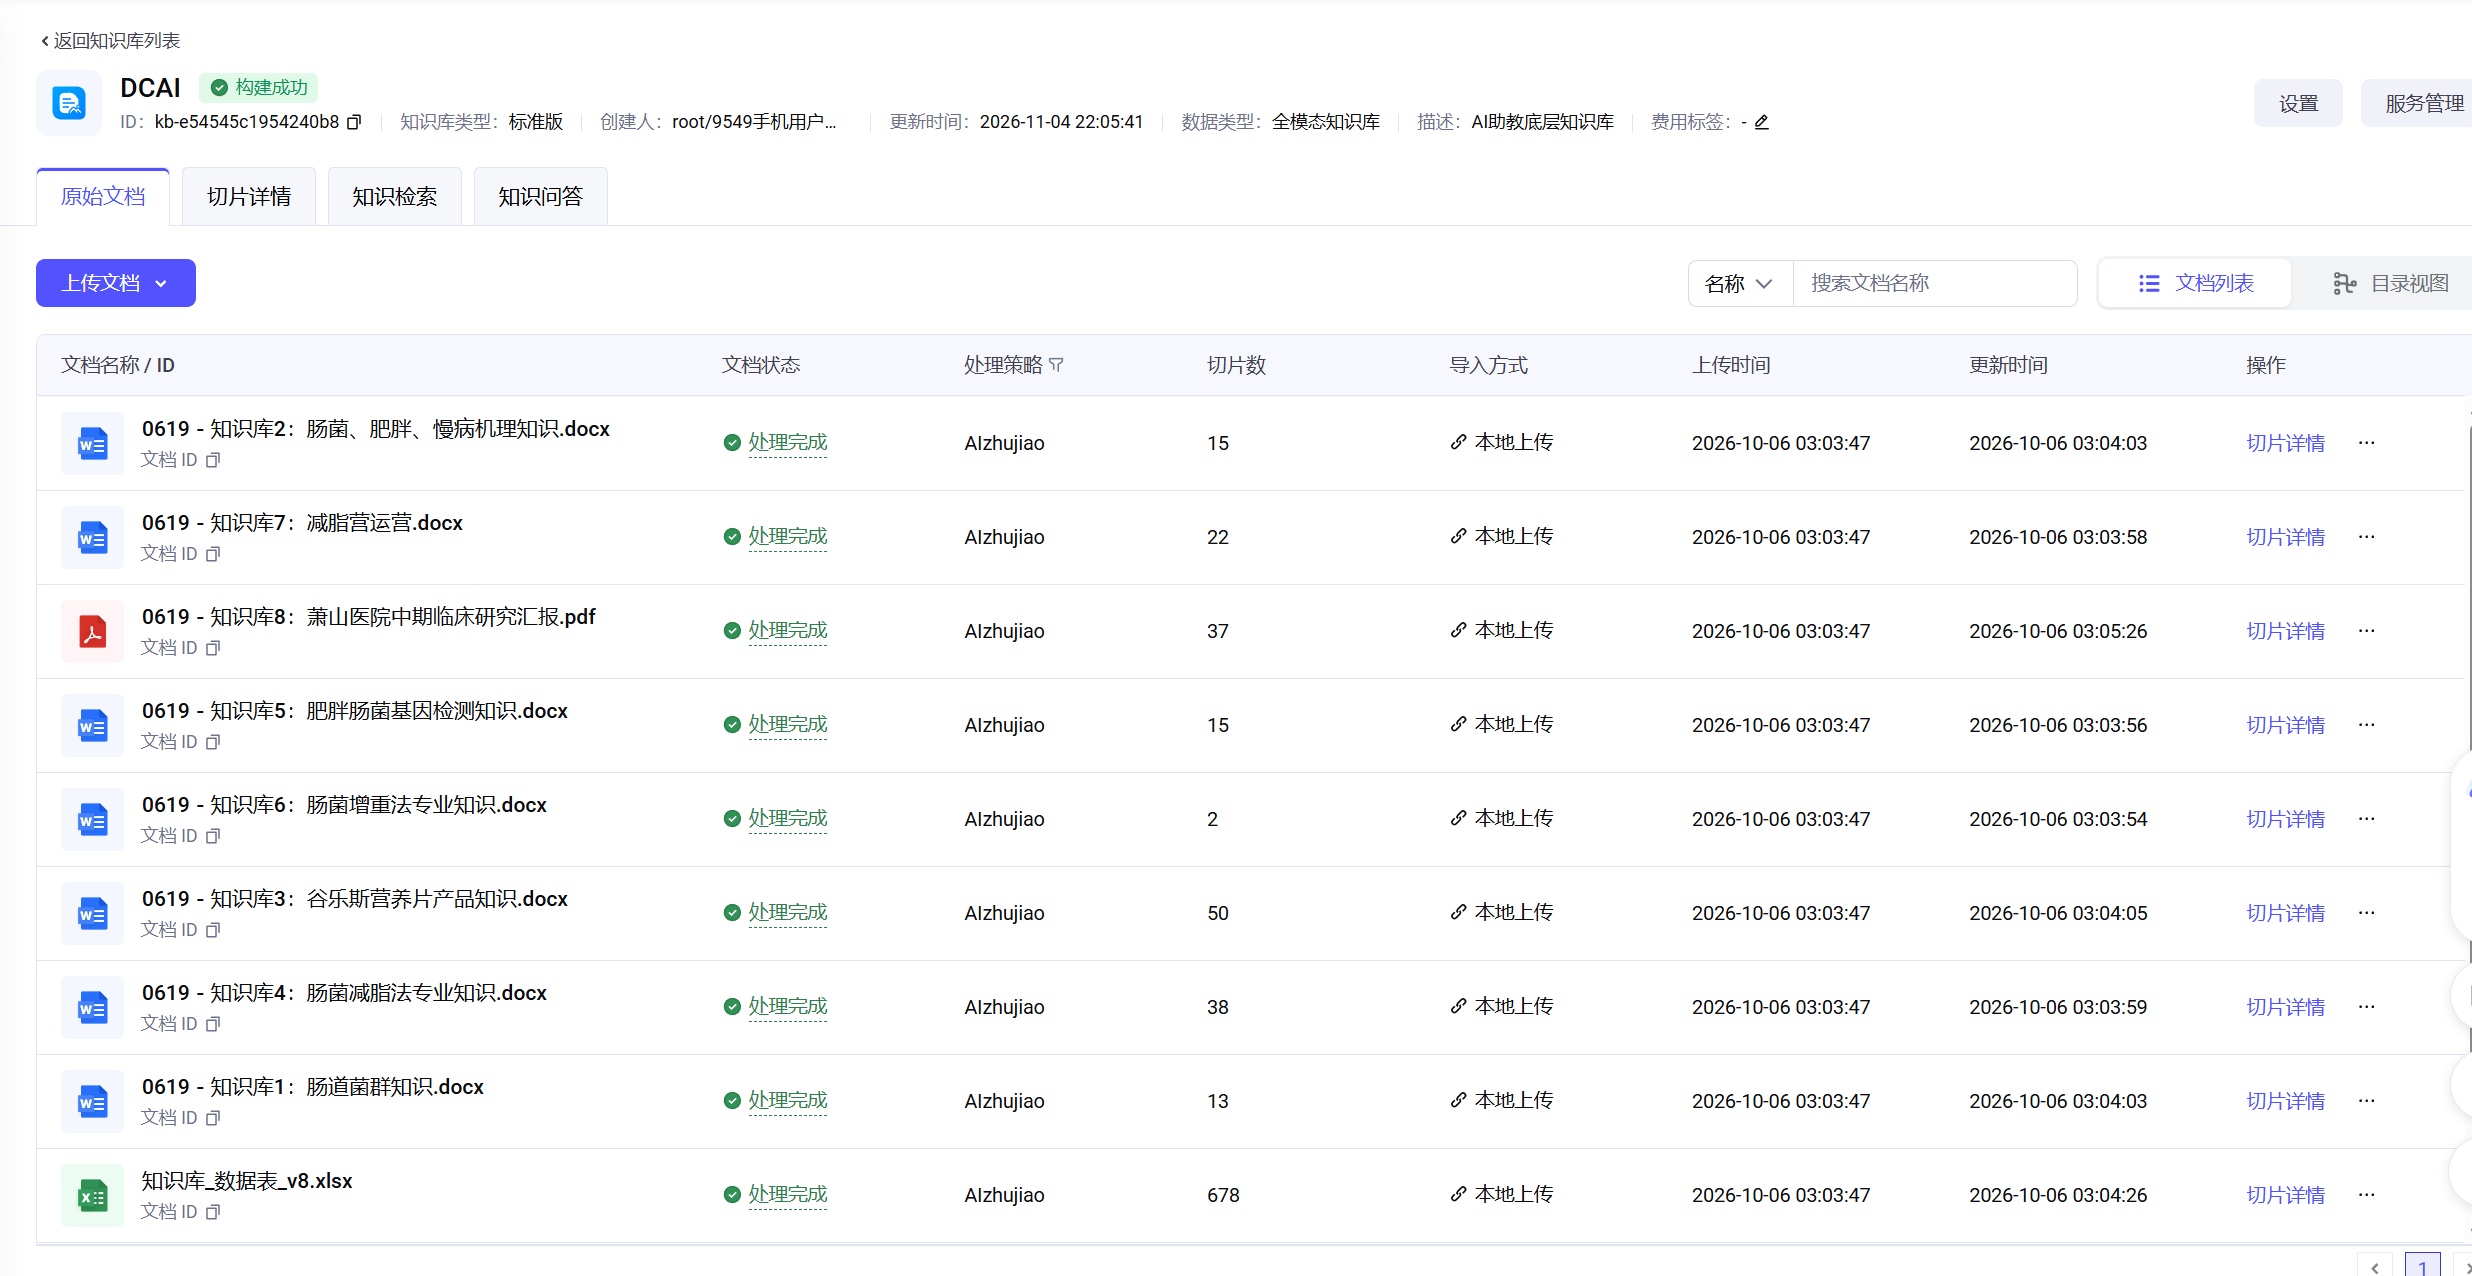 返回知识库列表
DCAI 构建成功
ID： kb-e54545c1954240b8 知识库类型： 标准版 创建人： root/9549手机用户... 更新时间： 2026-11-04 22:05:41 数据类型： 全模态知识库 描述： AI助教底层知识库 费用标签： -
设置 服务管理
原始文档 切片详情 知识检索 知识问答
上传文档 名称 搜索文档名称 文档列表 目录视图
文档名称 / ID 文档状态 处理策略 切片数 导入方式 上传时间 更新时间 操作
0619 - 知识库2：肠菌、肥胖、慢病机理知识.docx
文档 ID
处理完成 AIzhujiao 15 本地上传 2026-10-06 03:03:47 2026-10-06 03:04:03 切片详情 ···
0619 - 知识库7：减脂营运营.docx
文档 ID
处理完成 AIzhujiao 22 本地上传 2026-10-06 03:03:47 2026-10-06 03:03:58 切片详情 ···
0619 - 知识库8：萧山医院中期临床研究汇报.pdf
文档 ID
处理完成 AIzhujiao 37 本地上传 2026-10-06 03:03:47 2026-10-06 03:05:26 切片详情 ···
0619 - 知识库5：肥胖肠菌基因检测知识.docx
文档 ID
处理完成 AIzhujiao 15 本地上传 2026-10-06 03:03:47 2026-10-06 03:03:56 切片详情 ···
0619 - 知识库6：肠菌增重法专业知识.docx
文档 ID
处理完成 AIzhujiao 2 本地上传 2026-10-06 03:03:47 2026-10-06 03:03:54 切片详情 ···
0619 - 知识库3：谷乐斯营养片产品知识.docx
文档 ID
处理完成 AIzhujiao 50 本地上传 2026-10-06 03:03:47 2026-10-06 03:04:05 切片详情 ···
0619 - 知识库4：肠菌减脂法专业知识.docx
文档 ID
处理完成 AIzhujiao 38 本地上传 2026-10-06 03:03:47 2026-10-06 03:03:59 切片详情 ···
0619 - 知识库1：肠道菌群知识.docx
文档 ID
处理完成 AIzhujiao 13 本地上传 2026-10-06 03:03:47 2026-10-06 03:04:03 切片详情 ···
知识库_数据表_v8.xlsx
文档 ID
处理完成 AIzhujiao 678 本地上传 2026-10-06 03:03:47 2026-10-06 03:04:26 切片详情 ···
1